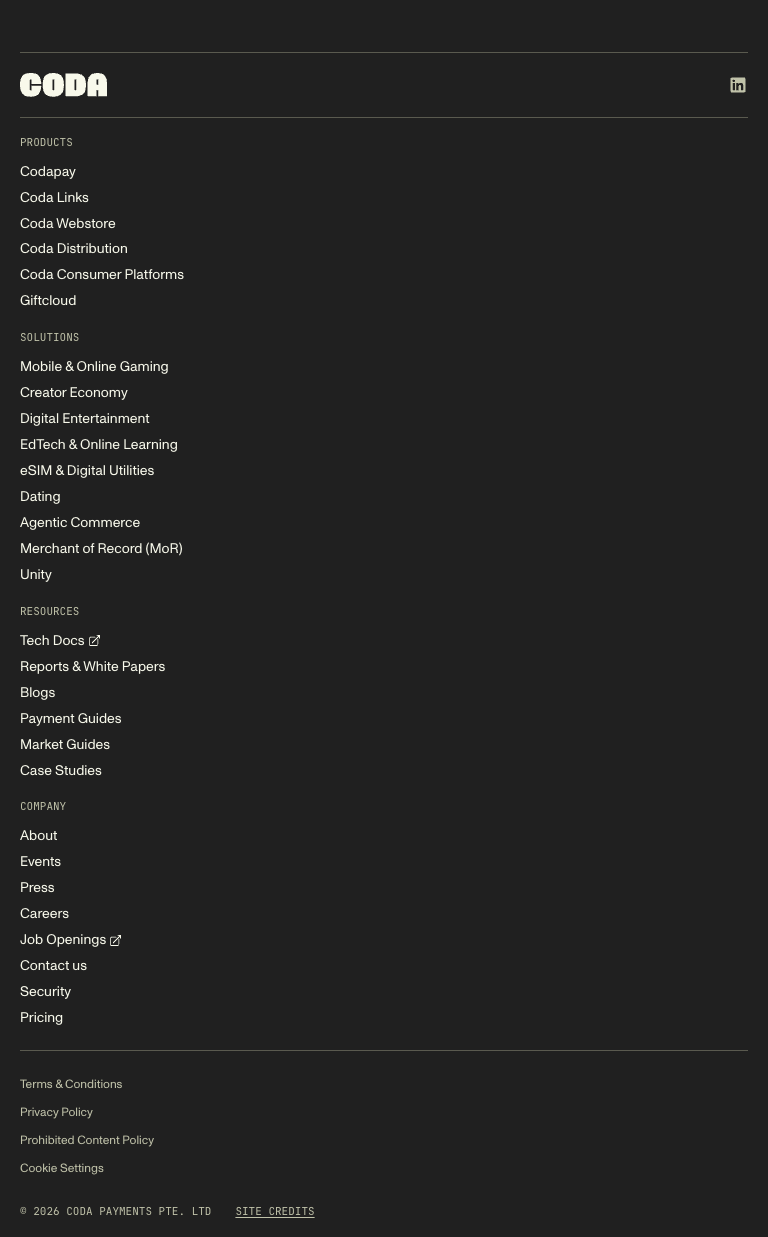 CODA
PRODUCTS
Codapay
Coda Links
Coda Webstore
Coda Distribution
Coda Consumer Platforms
Giftcloud
SOLUTIONS
Mobile & Online Gaming
Creator Economy
Digital Entertainment
EdTech & Online Learning
eSIM & Digital Utilities
Dating
Agentic Commerce
Merchant of Record (MoR)
Unity
RESOURCES
Tech Docs
Reports & White Papers
Blogs
Payment Guides
Market Guides
Case Studies
COMPANY
About
Events
Press
Careers
Job Openings
Contact us
Security
Pricing
Terms & Conditions
Privacy Policy
Prohibited Content Policy
Cookie Settings
© 2026 CODA PAYMENTS PTE. LTD SITE CREDITS